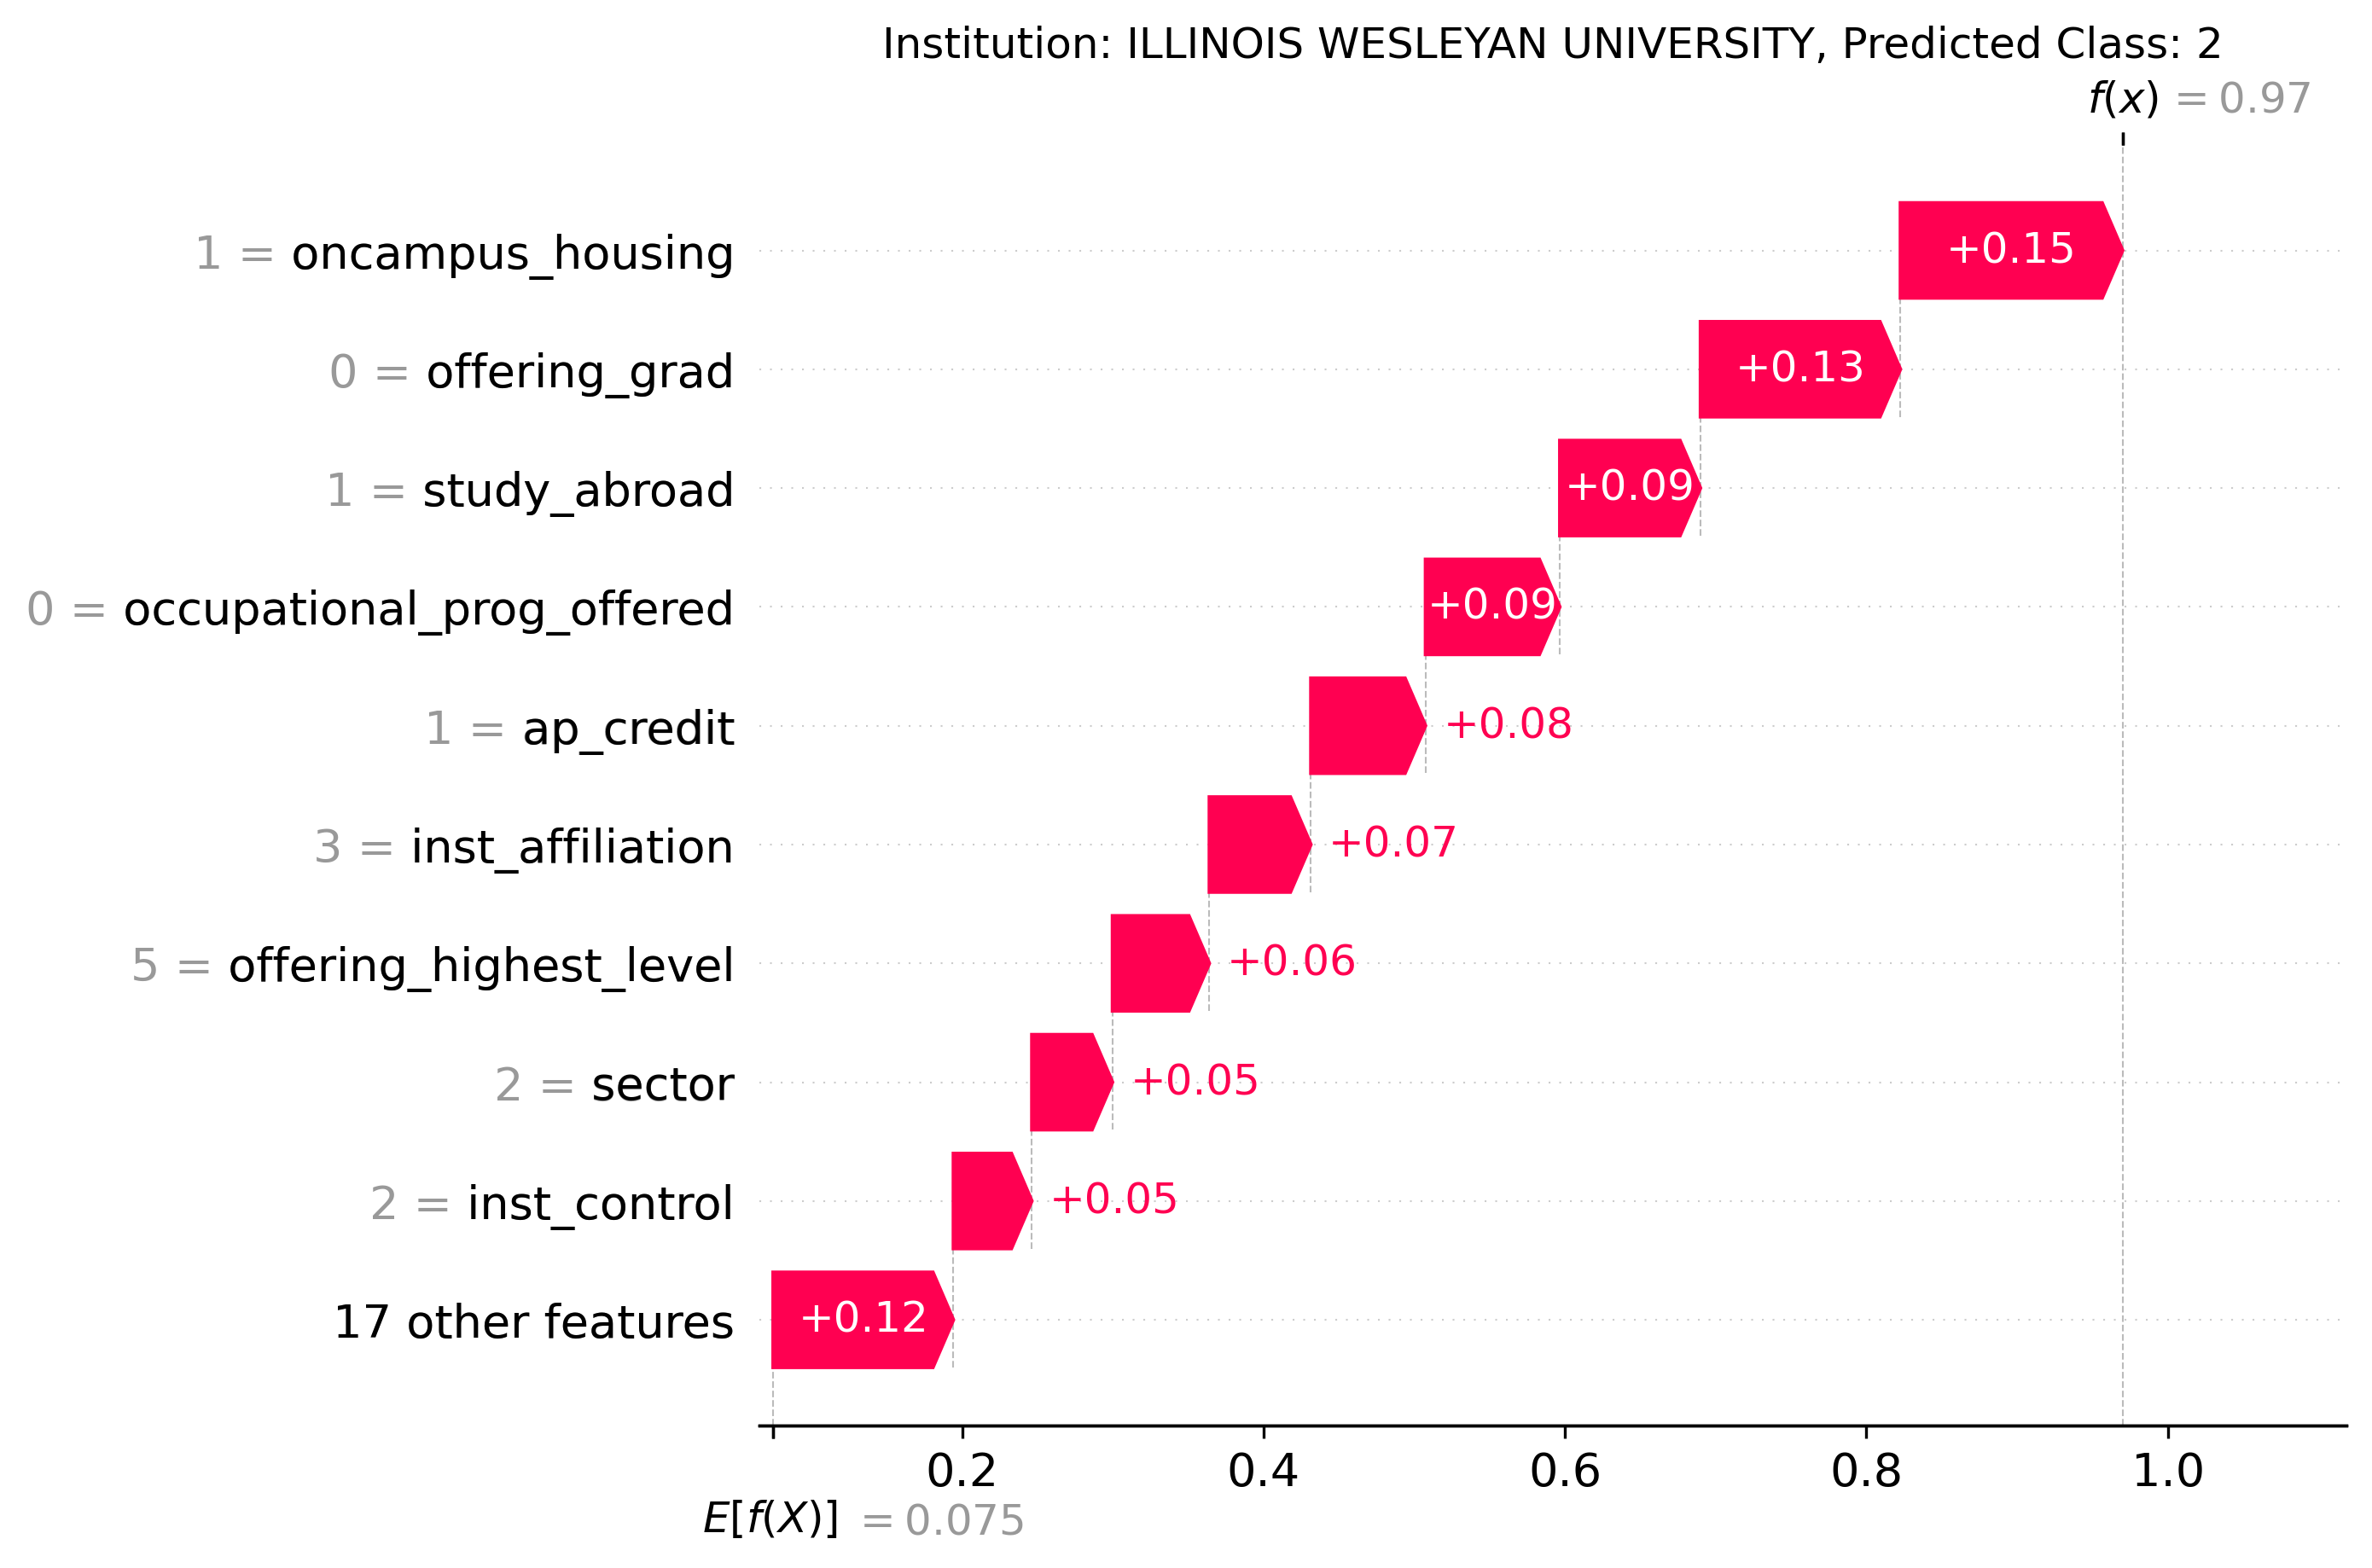 Institution: ILLINOIS WESLEYAN UNIVERSITY, Predicted Class: 2
f(x) = 0.97
1 = oncampus_housing +0.15
0 = offering_grad +0.13
1 = study_abroad +0.09
0 = occupational_prog_offered +0.09
1 = ap_credit +0.08
3 = inst_affiliation +0.07
5 = offering_highest_level +0.06
2 = sector +0.05
2 = inst_control +0.05
17 other features +0.12
0.2 0.4 0.6 0.8 1.0
E[f(X)] = 0.075